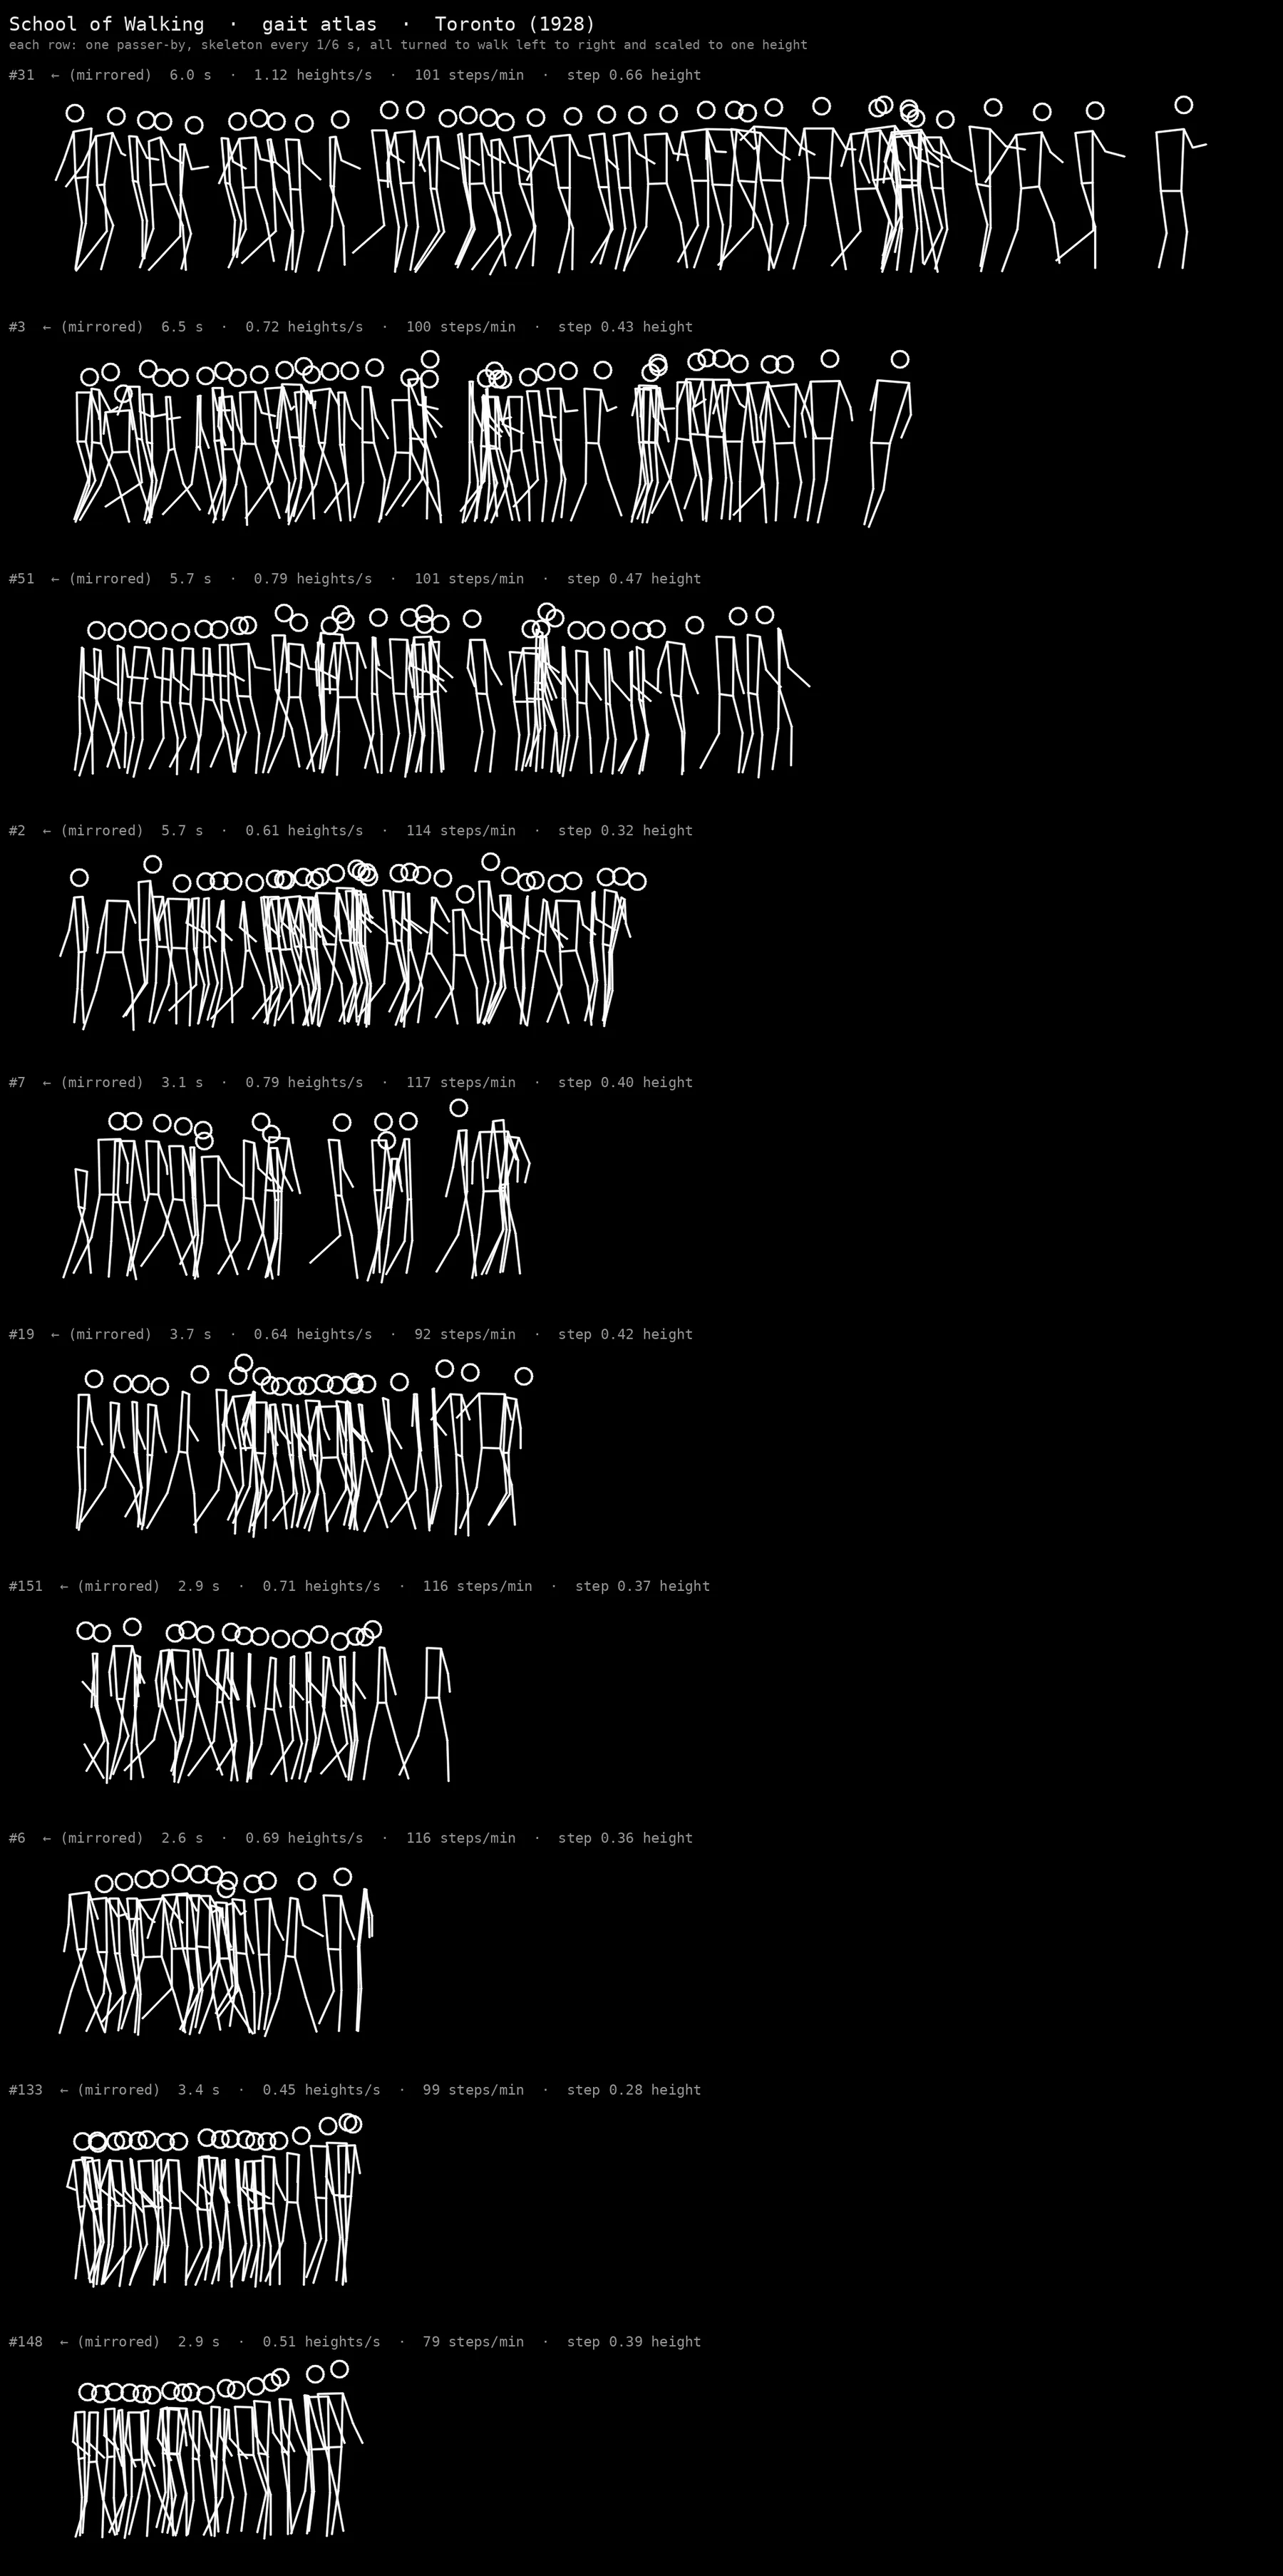 School of Walking  ·  gait atlas  ·  Toronto (1928)
each row: one passer-by, skeleton every 1/6 s, all turned to walk left to right and scaled to one height
#31  ← (mirrored)  6.0 s  ·  1.12 heights/s  ·  101 steps/min  ·  step 0.66 height
#3  ← (mirrored)  6.5 s  ·  0.72 heights/s  ·  100 steps/min  ·  step 0.43 height
#51  ← (mirrored)  5.7 s  ·  0.79 heights/s  ·  101 steps/min  ·  step 0.47 height
#2  ← (mirrored)  5.7 s  ·  0.61 heights/s  ·  114 steps/min  ·  step 0.32 height
#7  ← (mirrored)  3.1 s  ·  0.79 heights/s  ·  117 steps/min  ·  step 0.40 height
#19  ← (mirrored)  3.7 s  ·  0.64 heights/s  ·  92 steps/min  ·  step 0.42 height
#151  ← (mirrored)  2.9 s  ·  0.71 heights/s  ·  116 steps/min  ·  step 0.37 height
#6  ← (mirrored)  2.6 s  ·  0.69 heights/s  ·  116 steps/min  ·  step 0.36 height
#133  ← (mirrored)  3.4 s  ·  0.45 heights/s  ·  99 steps/min  ·  step 0.28 height
#148  ← (mirrored)  2.9 s  ·  0.51 heights/s  ·  79 steps/min  ·  step 0.39 height